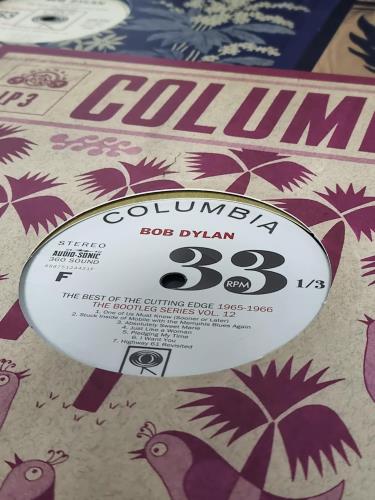 BOB DYLAN
LP3
COLUM
COLUMBIA
BOB DYLAN
STEREO
AUDIO-SONIC
360 SOUND
33 RPM 1/3
F
THE BEST OF THE CUTTING EDGE 1965-1966
THE BOOTLEG SERIES VOL. 12
1. One of Us Must Know (Sooner or Later)
2. Stuck Inside of Mobile with the Memphis Blues Again
3. Absolutely Sweet Marie
4. Just Like a Woman
5. Pledging My Time
6. I Want You
7. Highway 61 Revisited